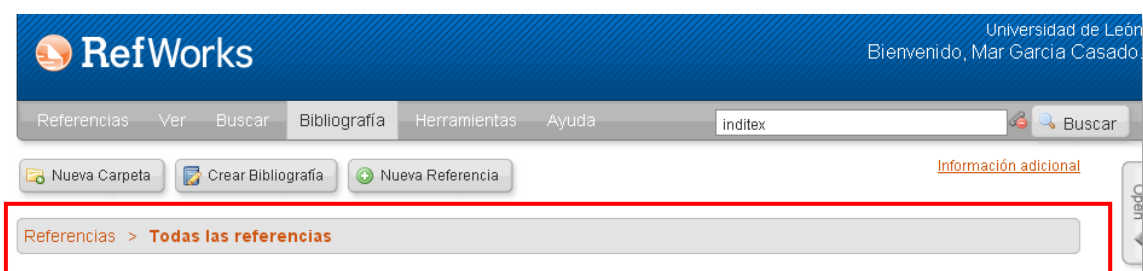 RefWorks
Universidad de León
Bienvenido, Mar Garcia Casado.
Referencias Ver Buscar Bibliografía Herramientas Ayuda inditex Buscar
Nueva Carpeta Crear Bibliografía Nueva Referencia Información adicional
Open
Referencias > Todas las referencias